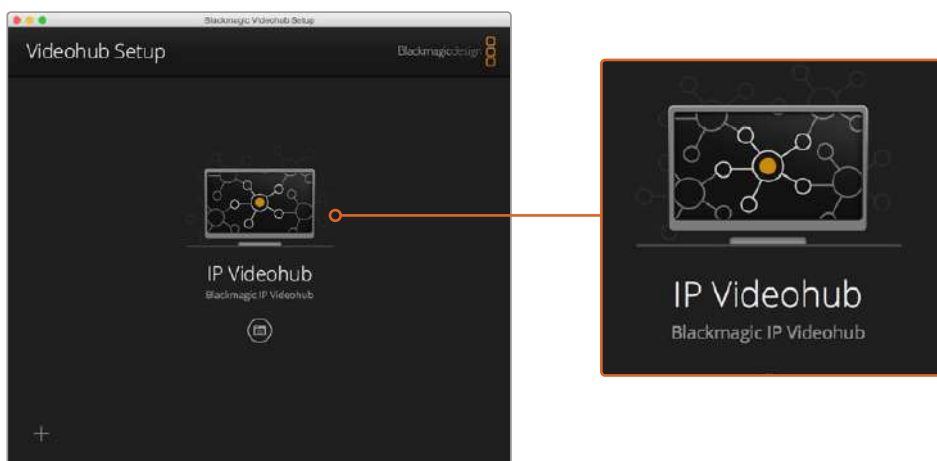 Blackmagic Videohub Setup
Videohub Setup
Blackmagicdesign
IP Videohub
Blackmagic IP Videohub
IP Videohub
Blackmagic IP Videohub